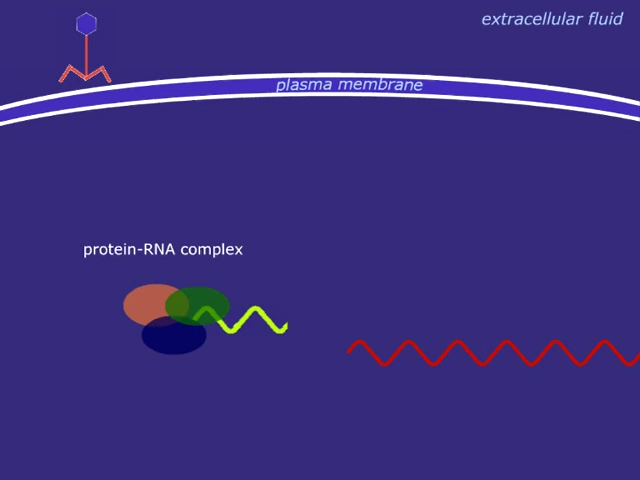 extracellular fluid
plasma membrane
protein-RNA complex